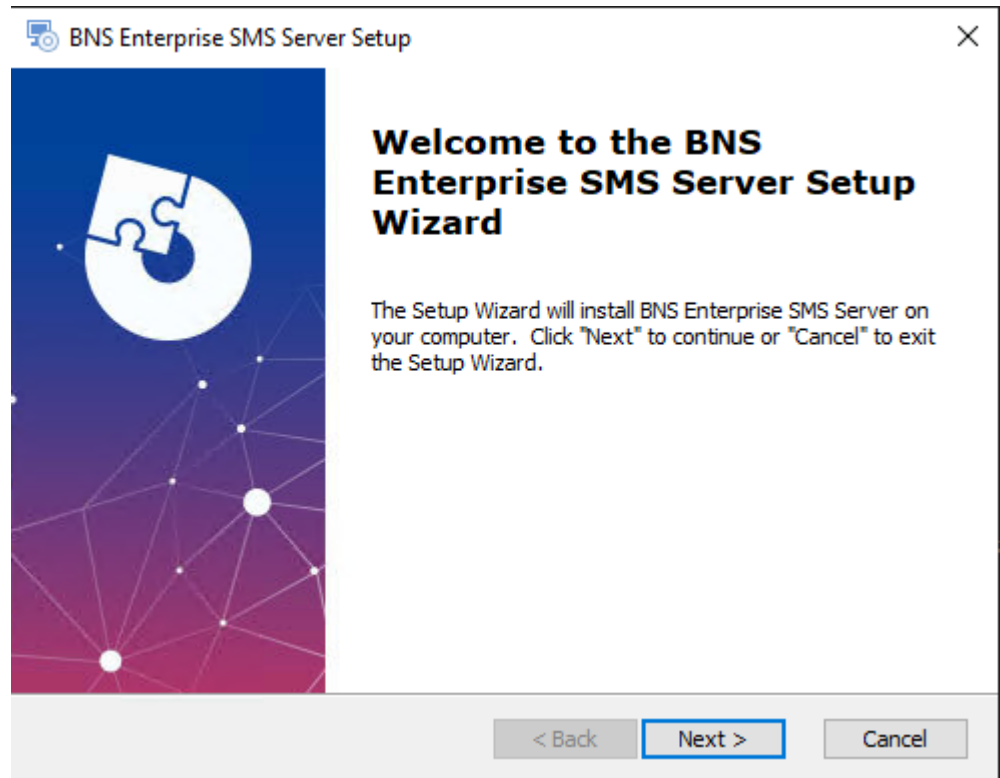 BNS Enterprise SMS Server Setup
Welcome to the BNS
Enterprise SMS Server Setup
Wizard
The Setup Wizard will install BNS Enterprise SMS Server on
your computer.  Click "Next" to continue or "Cancel" to exit
the Setup Wizard.
< Back
Next >
Cancel